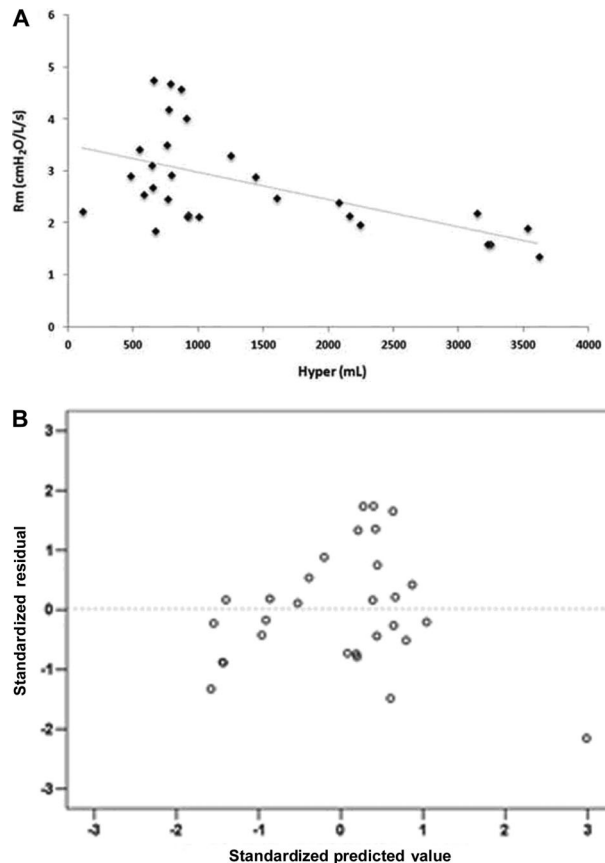 A
Rm (cmH₂O/L/s)
6
5
4
3
2
1
0
0 500 1000 1500 2000 2500 3000 3500 4000
Hyper (mL)
B
Standardized residual
3
2
1
0
-1
-2
-3
-3 -2 -1 0 1 2 3
Standardized predicted value